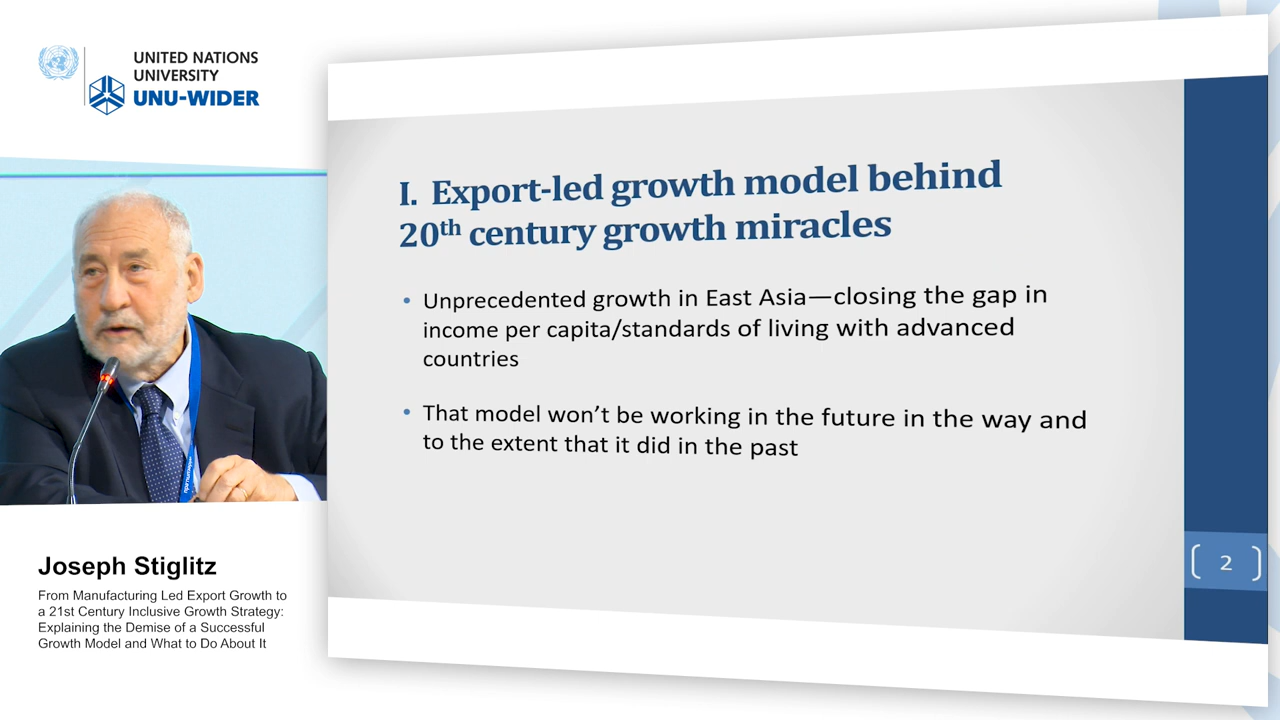 UNITED NATIONS
UNIVERSITY
UNU-WIDER
I. Export-led growth model behind
20th century growth miracles
• Unprecedented growth in East Asia—closing the gap in
income per capita/standards of living with advanced
countries
• That model won’t be working in the future in the way and
to the extent that it did in the past
2
Joseph Stiglitz
From Manufacturing Led Export Growth to
a 21st Century Inclusive Growth Strategy:
Explaining the Demise of a Successful
Growth Model and What to Do About It